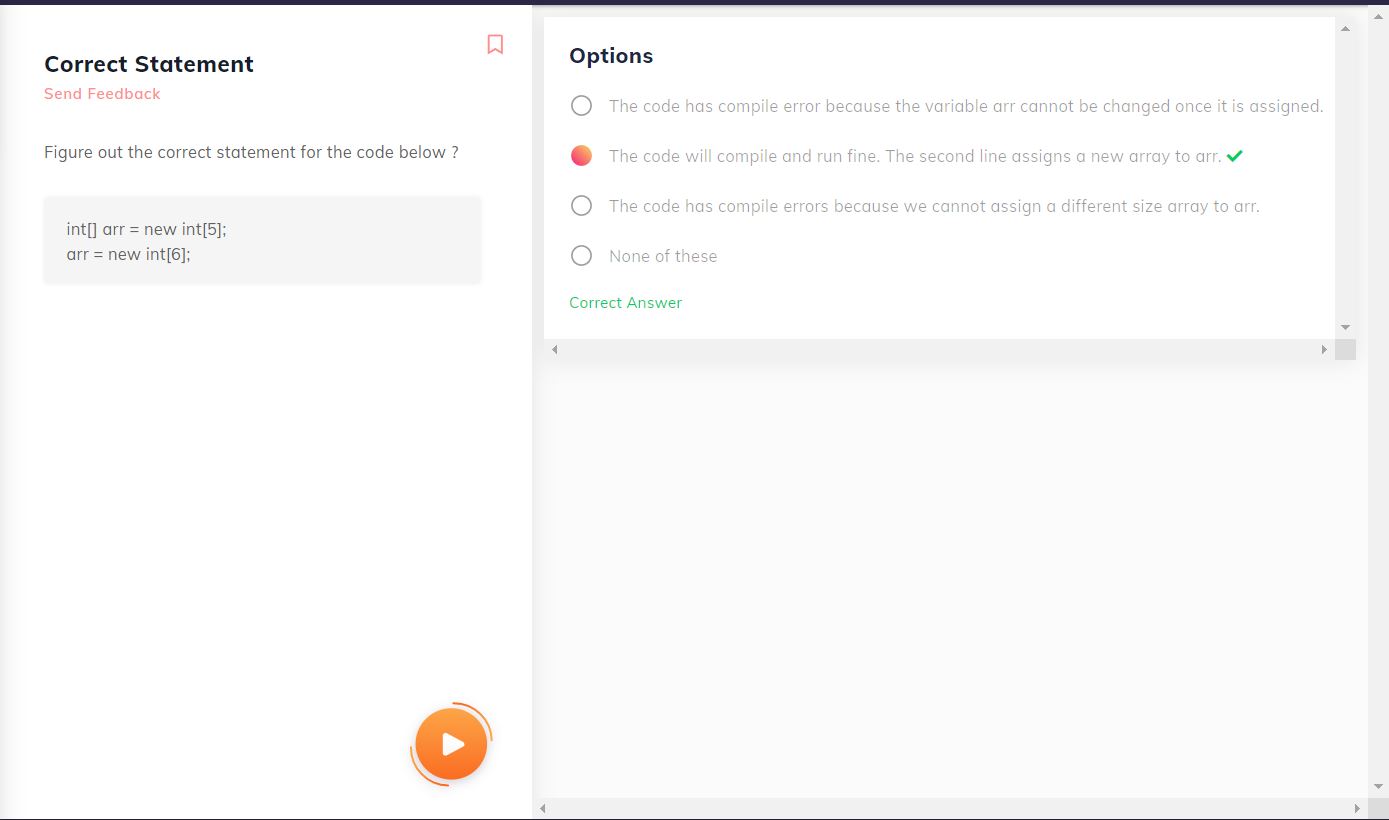 Correct Statement
Send Feedback
Figure out the correct statement for the code below ?
int[] arr = new int[5];
arr = new int[6];
Options
The code has compile error because the variable arr cannot be changed once it is assigned.
The code will compile and run fine. The second line assigns a new array to arr.
The code has compile errors because we cannot assign a different size array to arr.
None of these
Correct Answer